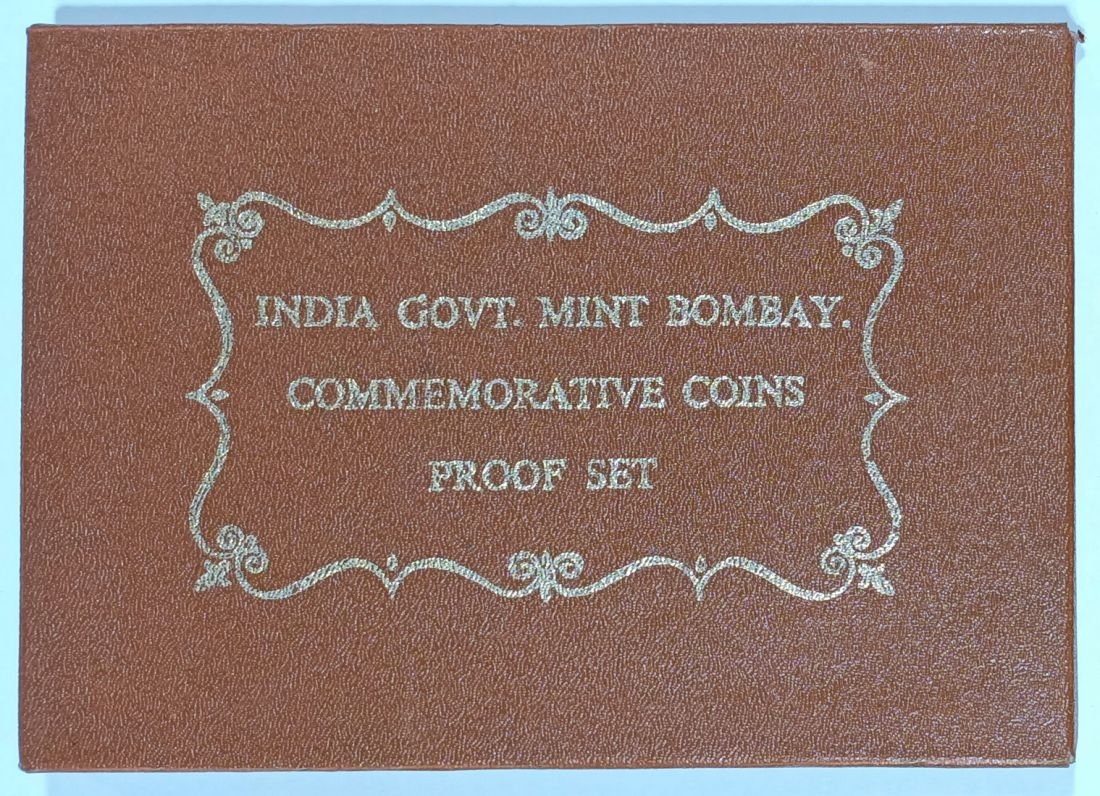 INDIA GOVT. MINT BOMBAY.
COMMEMORATIVE COINS
PROOF SET